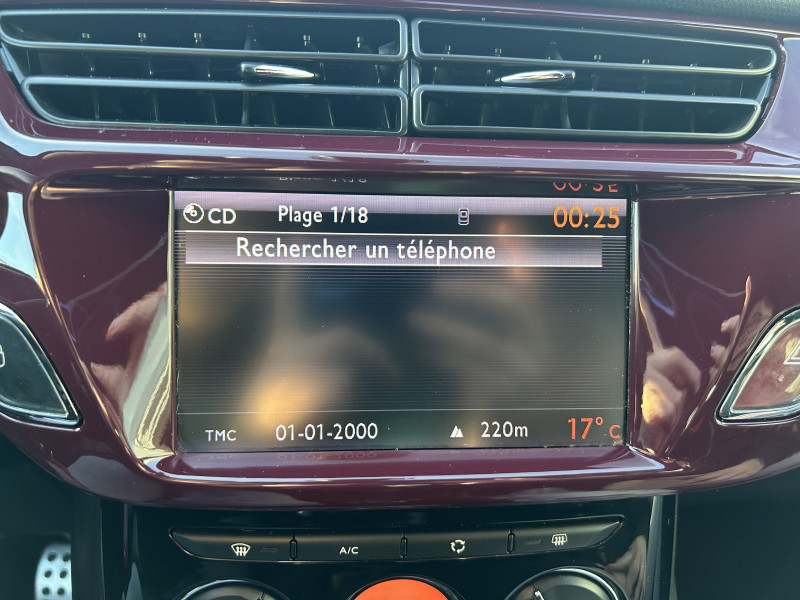 CD Plage 1/18 00:25
Rechercher un téléphone
TMC 01-01-2000 220m 17°C
A/C